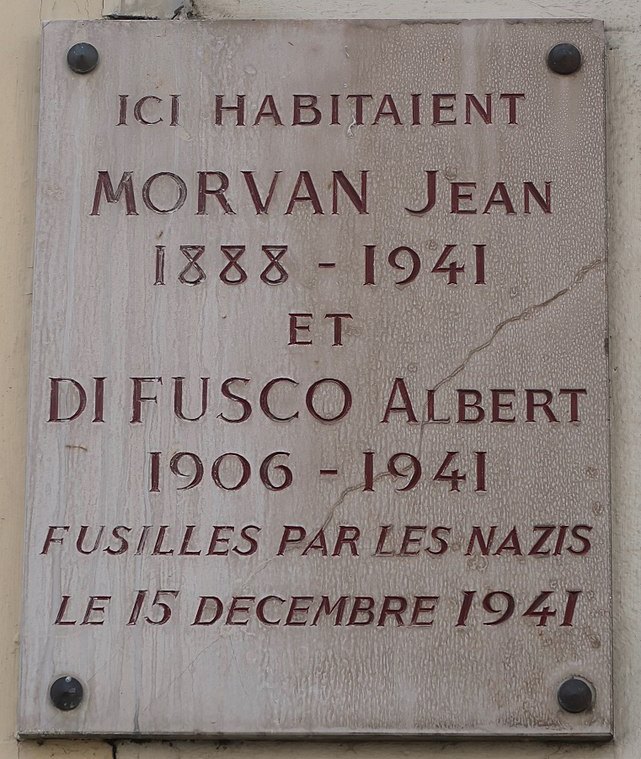 ICI HABITAIENT
MORVAN JEAN
1888 - 1941
ET
DI FUSCO ALBERT
1906 - 1941
FUSILLES PAR LES NAZIS
LE 15 DECEMBRE 1941